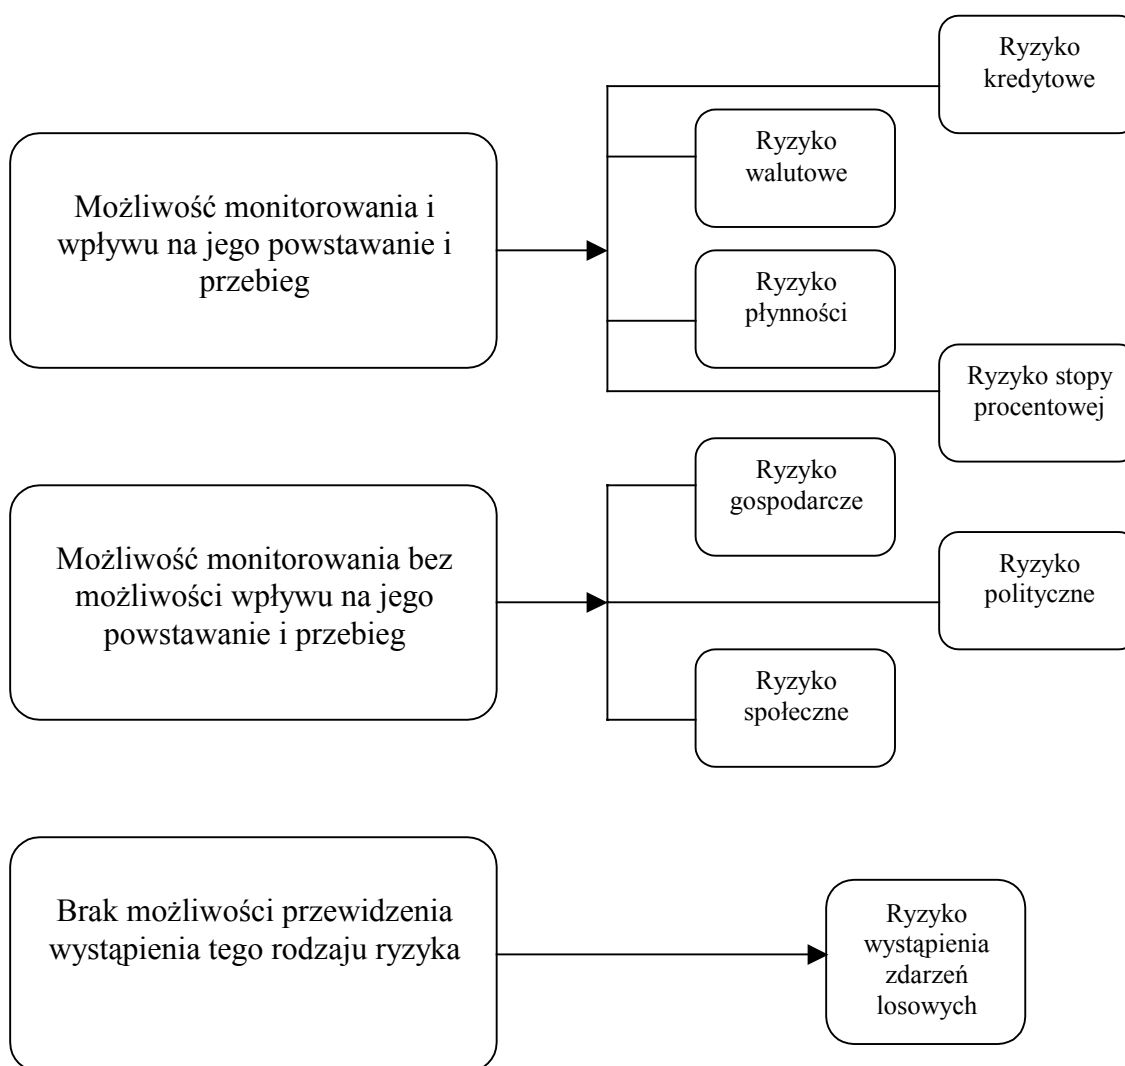 Ryzyko
kredytowe
Ryzyko
walutowe
Możliwość monitorowania i
wpływu na jego powstawanie i
przebieg
Ryzyko
płynności
Ryzyko stopy
procentowej
Ryzyko
gospodarcze
Możliwość monitorowania bez
możliwości wpływu na jego
powstawanie i przebieg
Ryzyko
polityczne
Ryzyko
społeczne
Brak możliwości przewidzenia
wystąpienia tego rodzaju ryzyka
Ryzyko
wystąpienia
zdarzeń
losowych